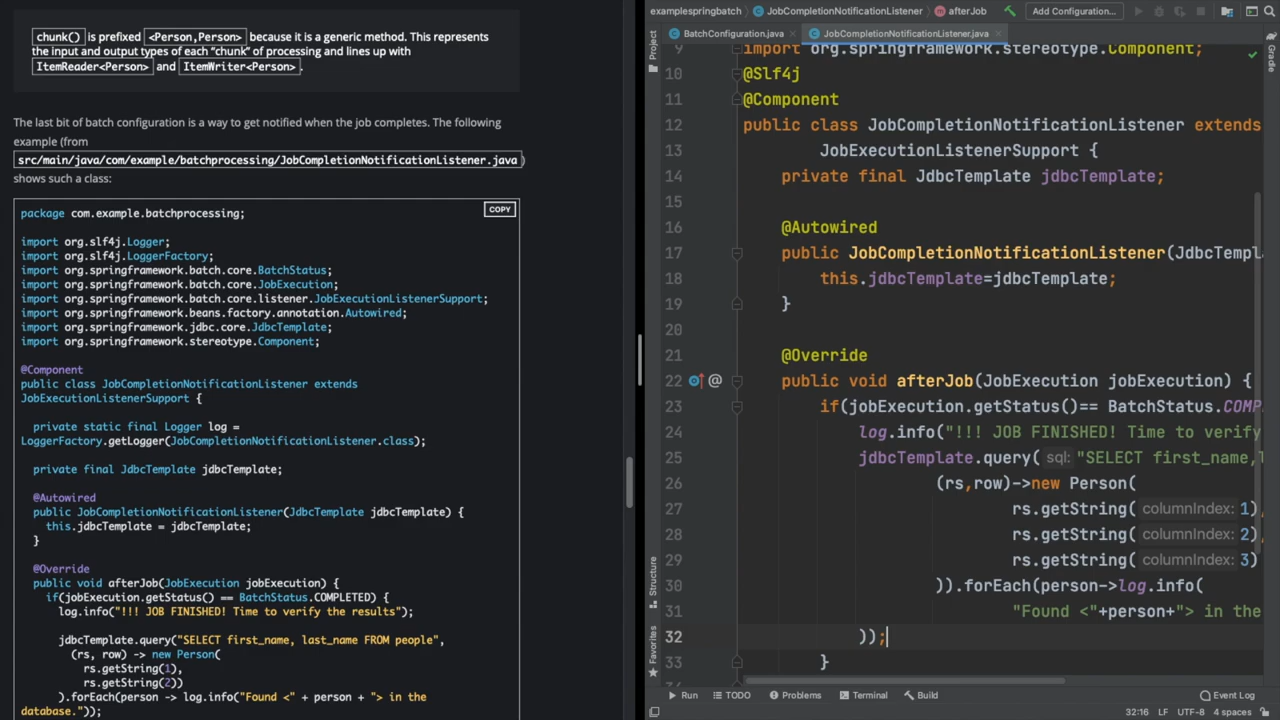 chunk() is prefixed <Person,Person> because it is a generic method. This represents
the input and output types of each “chunk” of processing and lines up with
ItemReader<Person> and ItemWriter<Person>.
The last bit of batch configuration is a way to get notified when the job completes. The following
example (from
src/main/java/com/example/batchprocessing/JobCompletionNotificationListener.java)
shows such a class:
COPY
package com.example.batchprocessing;
import org.slf4j.Logger;
import org.slf4j.LoggerFactory;
import org.springframework.batch.core.BatchStatus;
import org.springframework.batch.core.JobExecution;
import org.springframework.batch.core.listener.JobExecutionListenerSupport;
import org.springframework.beans.factory.annotation.Autowired;
import org.springframework.jdbc.core.JdbcTemplate;
import org.springframework.stereotype.Component;
@Component
public class JobCompletionNotificationListener extends
JobExecutionListenerSupport {
private static final Logger log =
LoggerFactory.getLogger(JobCompletionNotificationListener.class);
private final JdbcTemplate jdbcTemplate;
@Autowired
public JobCompletionNotificationListener(JdbcTemplate jdbcTemplate) {
this.jdbcTemplate = jdbcTemplate;
}
@Override
public void afterJob(JobExecution jobExecution) {
if(jobExecution.getStatus() == BatchStatus.COMPLETED) {
log.info("!!! JOB FINISHED! Time to verify the results");
jdbcTemplate.query("SELECT first_name, last_name FROM people",
(rs, row) -> new Person(
rs.getString(1),
rs.getString(2))
).forEach(person -> log.info("Found <" + person + "> in the
database."));
examplespringbatch JobCompletionNotificationListener afterJob Add Configuration...
BatchConfiguration.java JobCompletionNotificationListener.java
Project
Gradle
9 import org.springframework.stereotype.Component;
10 @Slf4j
11 @Component
12 public class JobCompletionNotificationListener extends
13 JobExecutionListenerSupport {
14 private final JdbcTemplate jdbcTemplate;
15
16 @Autowired
17 public JobCompletionNotificationListener(JdbcTempl
18 this.jdbcTemplate=jdbcTemplate;
19 }
20
21 @Override
22 @ public void afterJob(JobExecution jobExecution) {
23 if(jobExecution.getStatus()== BatchStatus.COMP
24 log.info("!!! JOB FINISHED! Time to verify
25 jdbcTemplate.query( sql: "SELECT first_name,l
26 (rs,row)->new Person(
27 rs.getString( columnIndex: 1),
28 rs.getString( columnIndex: 2),
29 rs.getString( columnIndex: 3)
30 )).forEach(person->log.info(
31 "Found <"+person+"> in the
32 ));
33 }
Structure
Favorites
Run TODO Problems Terminal Build Event Log
32:16 LF UTF-8 4 spaces